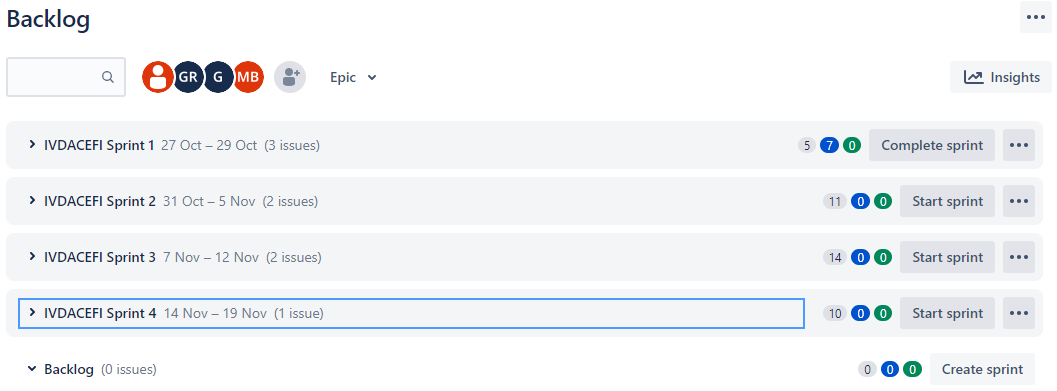 Backlog
GR G MB Epic Insights
IVDACEFI Sprint 1 27 Oct – 29 Oct (3 issues) 5 7 0 Complete sprint
IVDACEFI Sprint 2 31 Oct – 5 Nov (2 issues) 11 0 0 Start sprint
IVDACEFI Sprint 3 7 Nov – 12 Nov (2 issues) 14 0 0 Start sprint
IVDACEFI Sprint 4 14 Nov – 19 Nov (1 issue) 10 0 0 Start sprint
Backlog (0 issues) 0 0 0 Create sprint